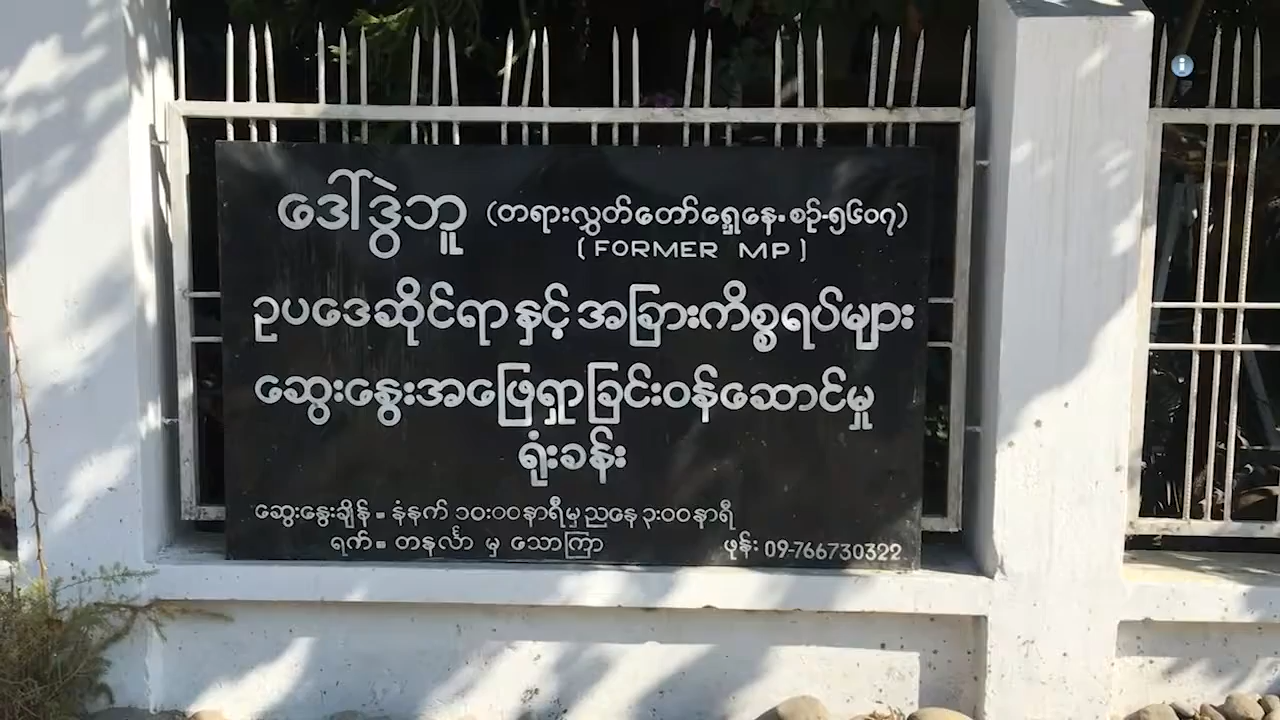 ဒေါ်ဒွဲဘူ (တရားလွှတ်တော်ရှေ့နေ-စဉ်-၅၆၀၇)
(FORMER MP)
ဥပဒေဆိုင်ရာနှင့်အခြားကိစ္စရပ်များ
ဆွေးနွေးအဖြေရှာခြင်းဝန်ဆောင်မှု
ရုံးခန်း
ဆွေးနွေးချိန် = နံနက် ၁၀:၀၀နာရီမှညနေ ၃:၀၀နာရီ
ရက် = တနင်္လာ မှ သောကြာ ဖုန်း 09-766730322